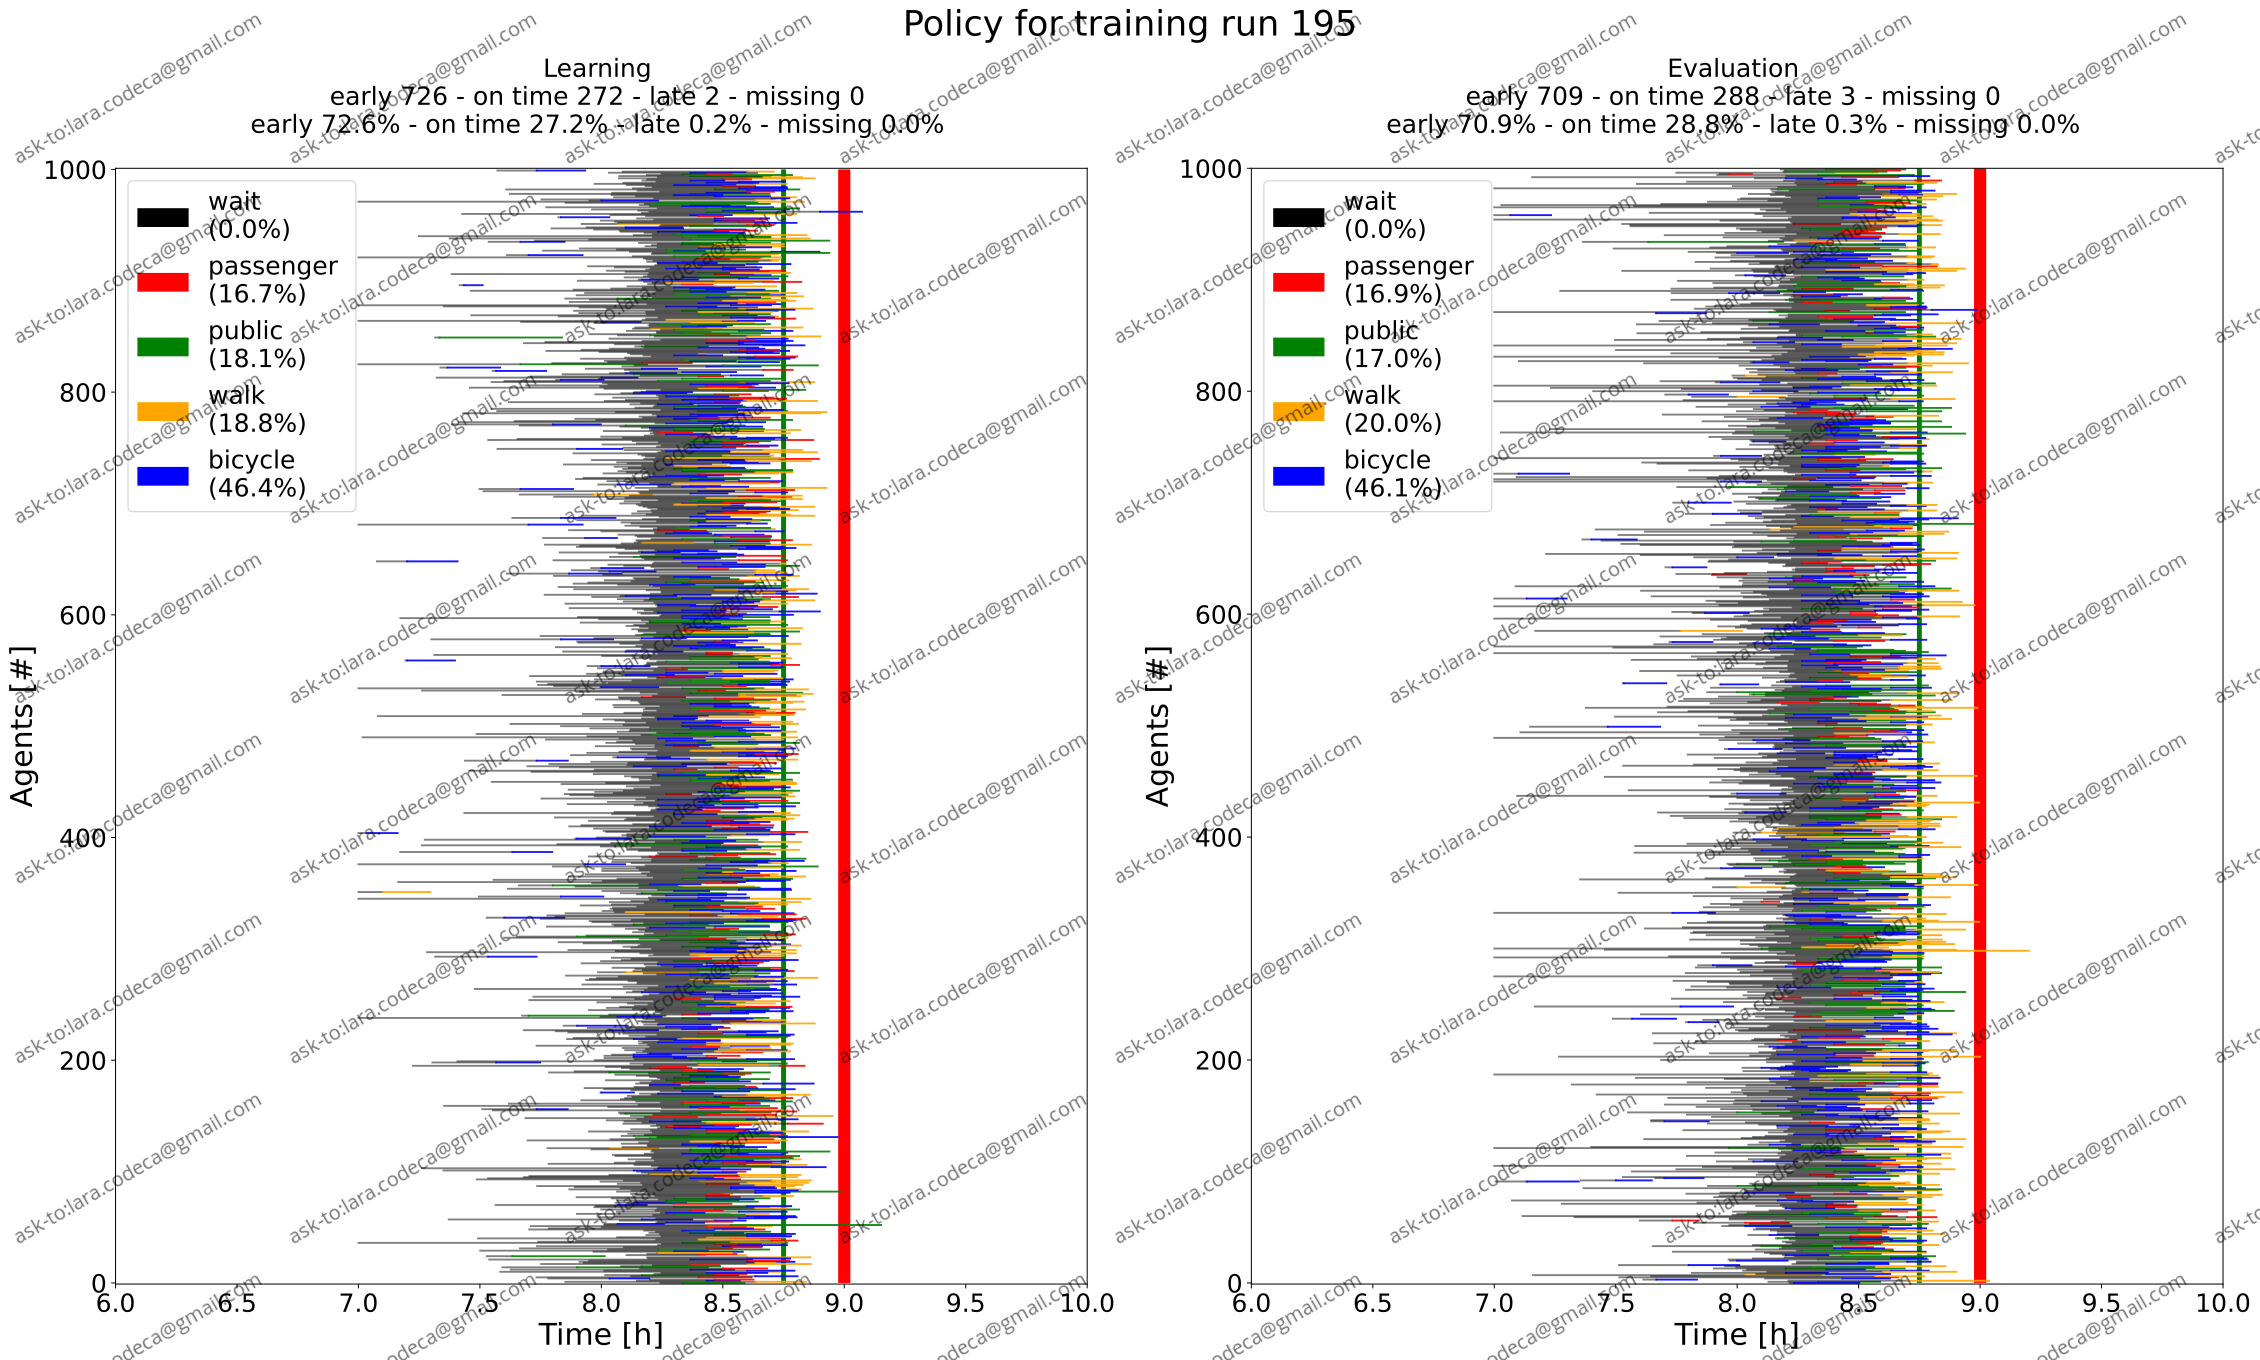 Policy for training run 195
Learning
early 726 - on time 272 - late 2 - missing 0
early 72.6% - on time 27.2% - late 0.2% - missing 0.0%
Evaluation
early 709 - on time 288 - late 3 - missing 0
early 70.9% - on time 28.8% - late 0.3% - missing 0.0%
wait
(0.0%)
passenger
(16.7%)
public
(18.1%)
walk
(18.8%)
bicycle
(46.4%)
wait
(0.0%)
passenger
(16.9%)
public
(17.0%)
walk
(20.0%)
bicycle
(46.1%)
1000
800
600
400
200
0
Agents [#]
6.0 6.5 7.0 7.5 8.0 8.5 9.0 9.5 10.0
Time [h]
1000
800
600
400
200
0
Agents [#]
6.0 6.5 7.0 7.5 8.0 8.5 9.0 9.5 10.0
Time [h]
ask-to:lara.codeca@gmail.com